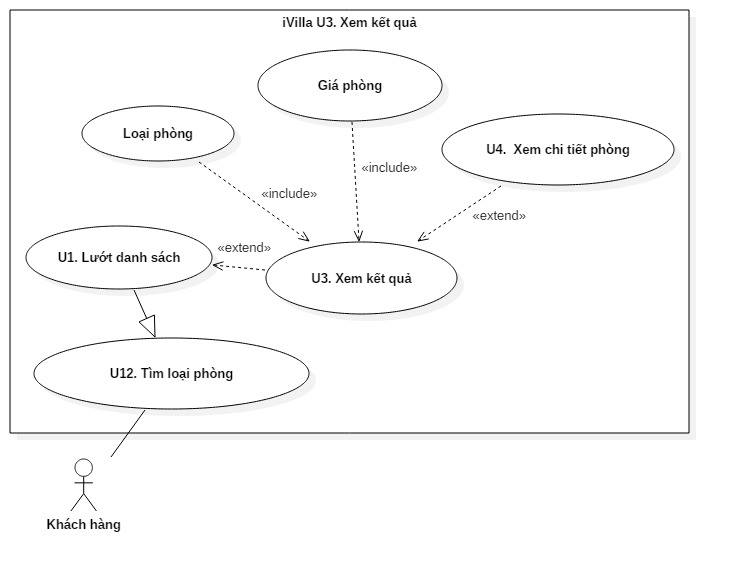 iVilla U3. Xem kết quả
Giá phòng
Loại phòng
U4.  Xem chi tiết phòng
«include»
«include»
«extend»
«extend»
U1. Lướt danh sách
U3. Xem kết quả
U12. Tìm loại phòng
Khách hàng